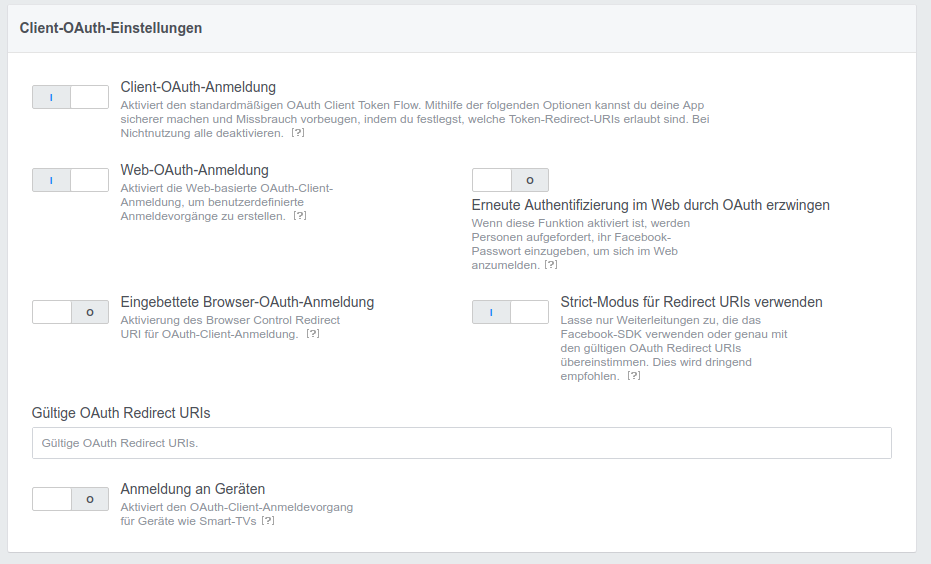 Client-OAuth-Einstellungen
I
Client-OAuth-Anmeldung
Aktiviert den standardmäßigen OAuth Client Token Flow. Mithilfe der folgenden Optionen kannst du deine App
sicherer machen und Missbrauch vorbeugen, indem du festlegst, welche Token-Redirect-URIs erlaubt sind. Bei
Nichtnutzung alle deaktivieren. [?]
I
Web-OAuth-Anmeldung
Aktiviert die Web-basierte OAuth-Client-
Anmeldung, um benutzerdefinierte
Anmeldevorgänge zu erstellen. [?]
O
Erneute Authentifizierung im Web durch OAuth erzwingen
Wenn diese Funktion aktiviert ist, werden
Personen aufgefordert, ihr Facebook-
Passwort einzugeben, um sich im Web
anzumelden. [?]
O
Eingebettete Browser-OAuth-Anmeldung
Aktivierung des Browser Control Redirect
URI für OAuth-Client-Anmeldung. [?]
I
Strict-Modus für Redirect URIs verwenden
Lasse nur Weiterleitungen zu, die das
Facebook-SDK verwenden oder genau mit
den gültigen OAuth Redirect URIs
übereinstimmen. Dies wird dringend
empfohlen. [?]
Gültige OAuth Redirect URIs
Gültige OAuth Redirect URIs.
O
Anmeldung an Geräten
Aktiviert den OAuth-Client-Anmeldevorgang
für Geräte wie Smart-TVs [?]